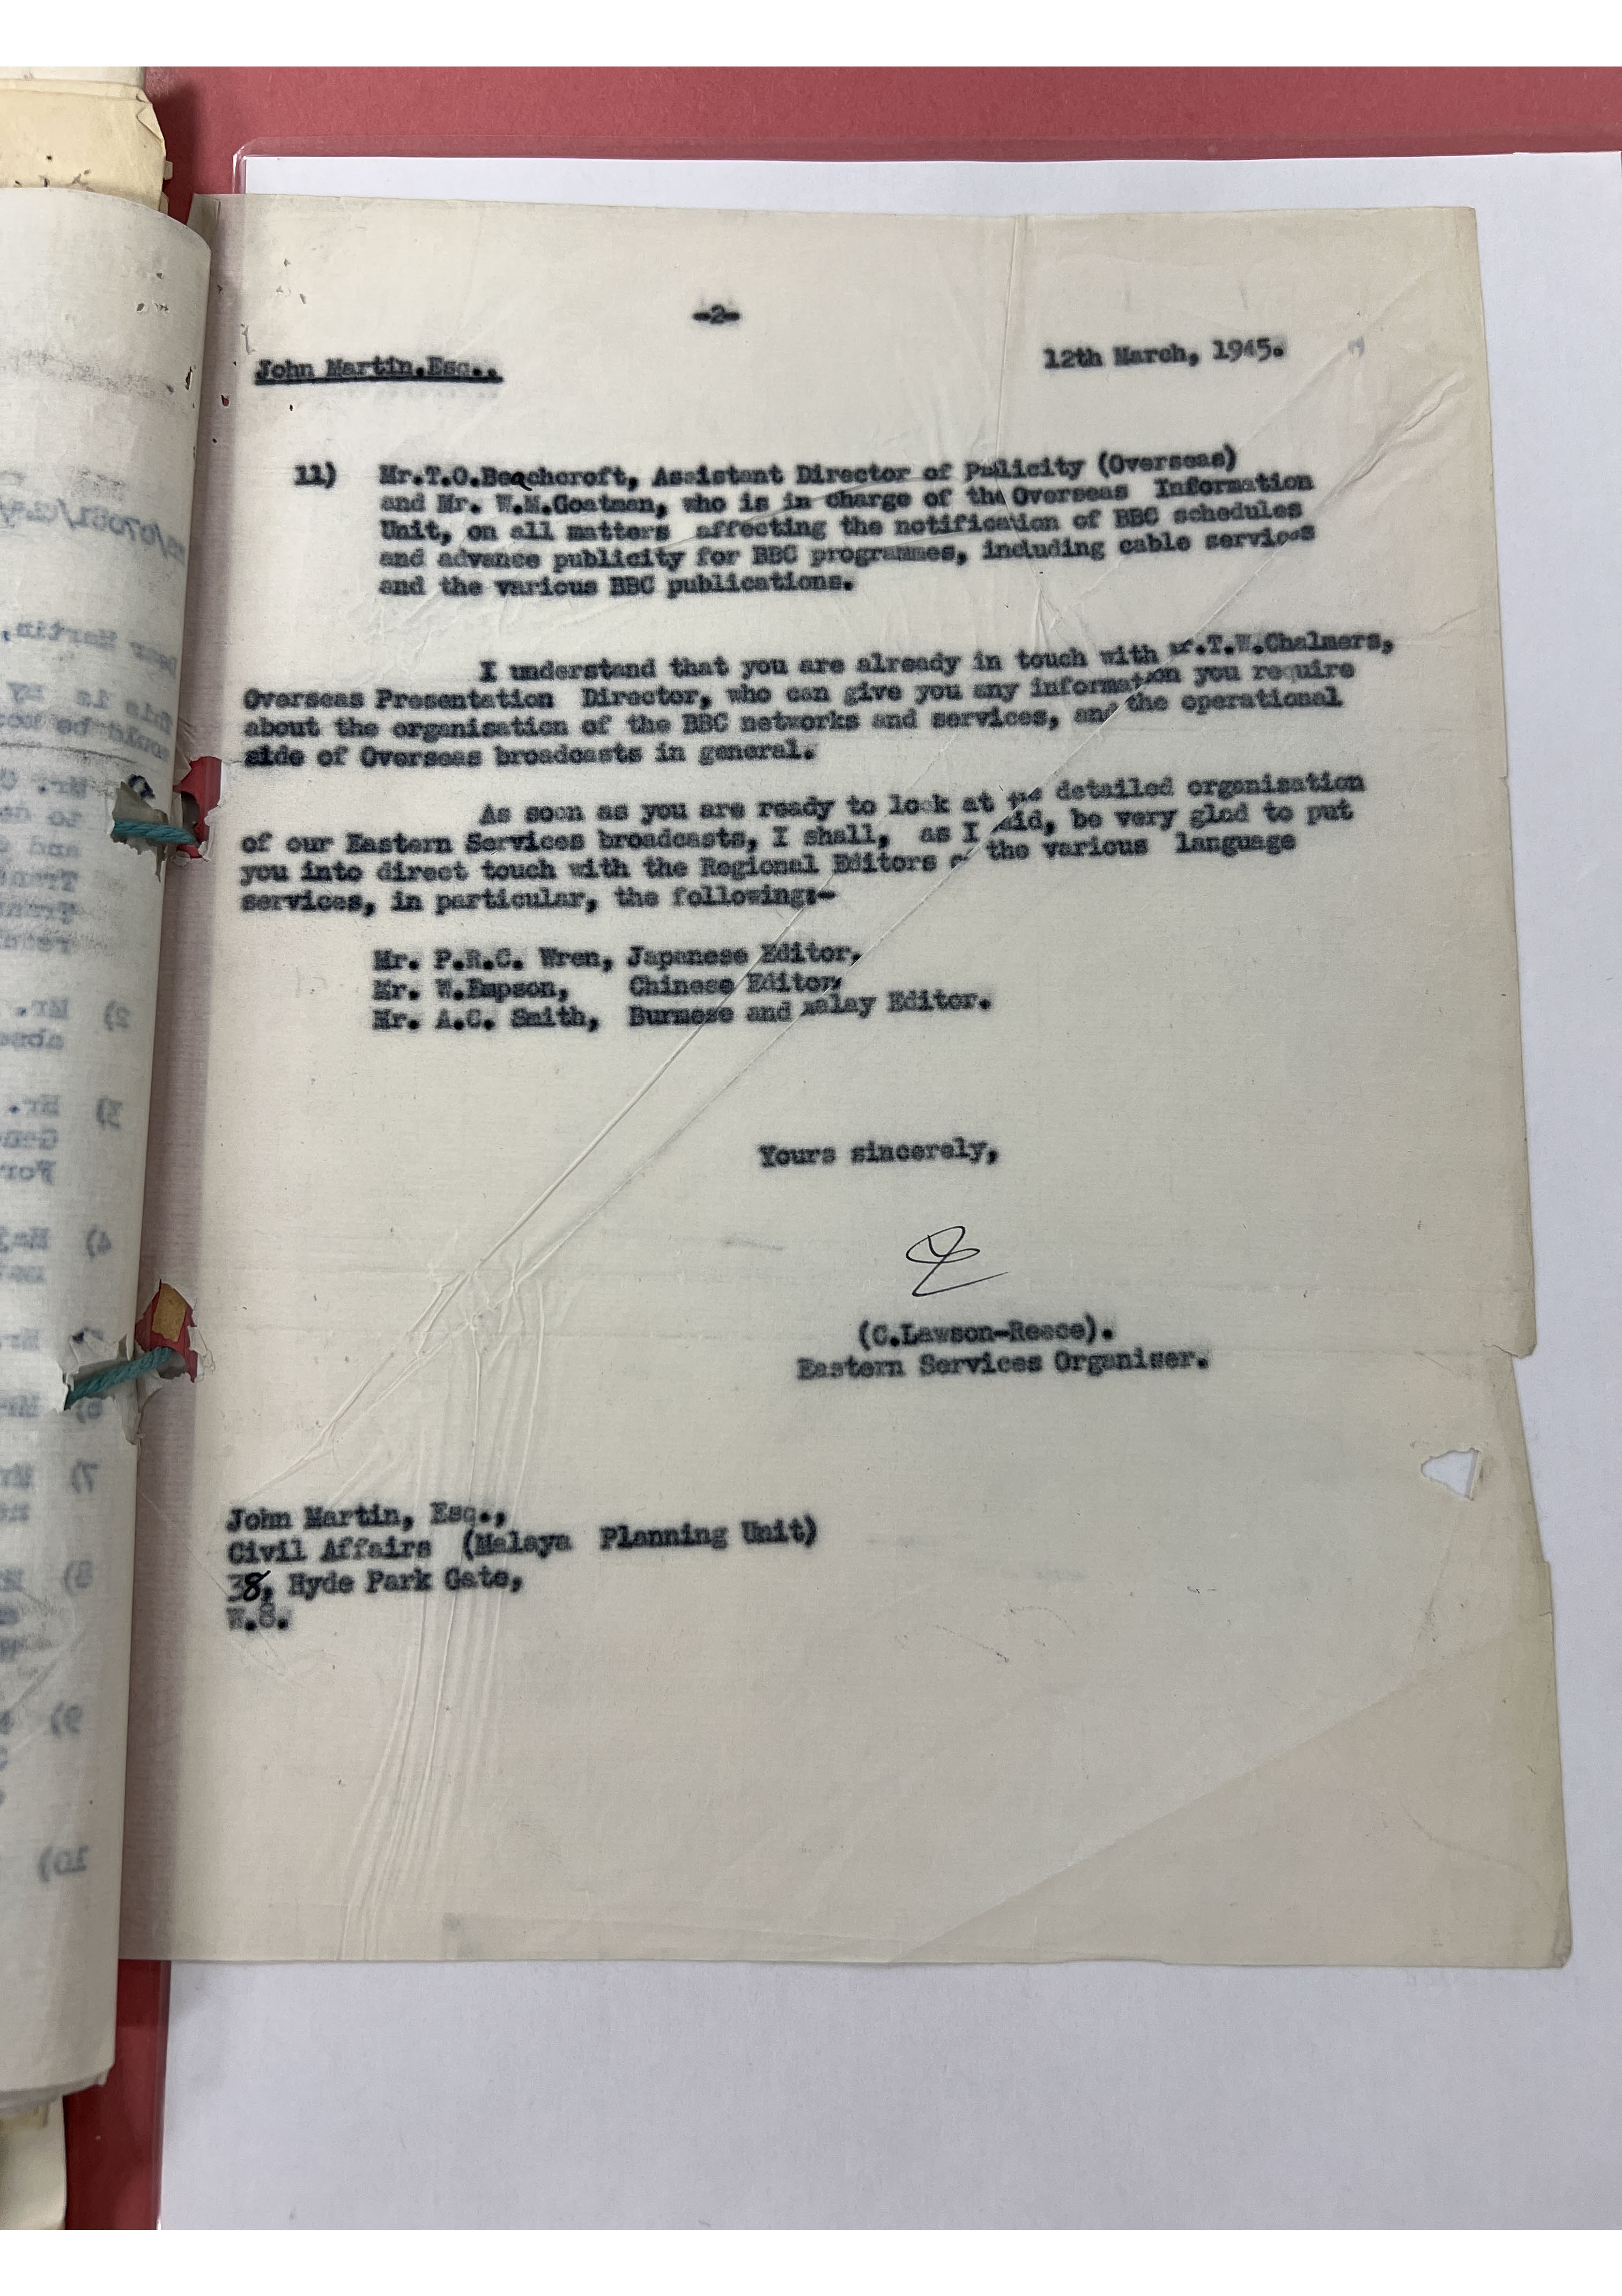 -2-
John Martin.Esq.,
12th March, 1945.
11) Mr.T.O.Beachcroft, Assistant Director of Publicity (Overseas)
and Mr. W.M.Goatman, who is in charge of the Overseas Information
Unit, on all matters affecting the notification of BBC schedules
and advance publicity for BBC programmes, including cable services
and the various BBC publications.
I understand that you are already in touch with Mr.T.W.Chalmers,
Overseas Presentation Director, who can give you any information you require
about the organisation of the BBC networks and services, and the operational
side of Overseas broadcasts in general.
As soon as you are ready to look at the detailed organisation
of our Eastern Services broadcasts, I shall, as I said, be very glad to put
you into direct touch with the Regional Editors of the various language
services, in particular, the following:-
Mr. P.R.C. Wren, Japanese Editor,
Mr. W.Empson, Chinese Editor,
Mr. A.C. Smith, Burmese and Malay Editor.
Yours sincerely,
(C.Lawson-Reece).
Eastern Services Organiser.
John Martin, Esq.,
Civil Affairs (Malaya Planning Unit)
38, Hyde Park Gate,
W.8.
2)
3)
4)
7)
8)
9)
10)